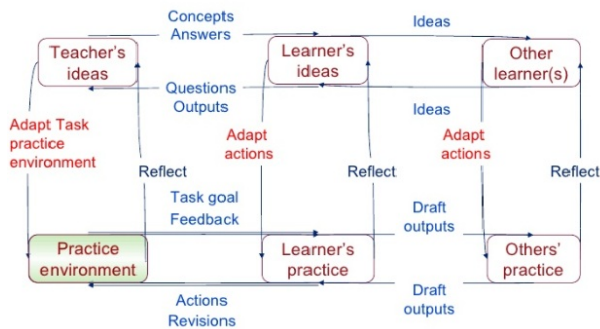 Concepts
Answers
Ideas
Teacher's
ideas
Learner's
ideas
Other
learner(s)
Questions
Outputs
Ideas
Adapt Task
practice
environment
Adapt
actions
Adapt
actions
Reflect
Reflect
Reflect
Task goal
Feedback
Draft
outputs
Practice
environment
Learner's
practice
Others'
practice
Actions
Revisions
Draft
outputs